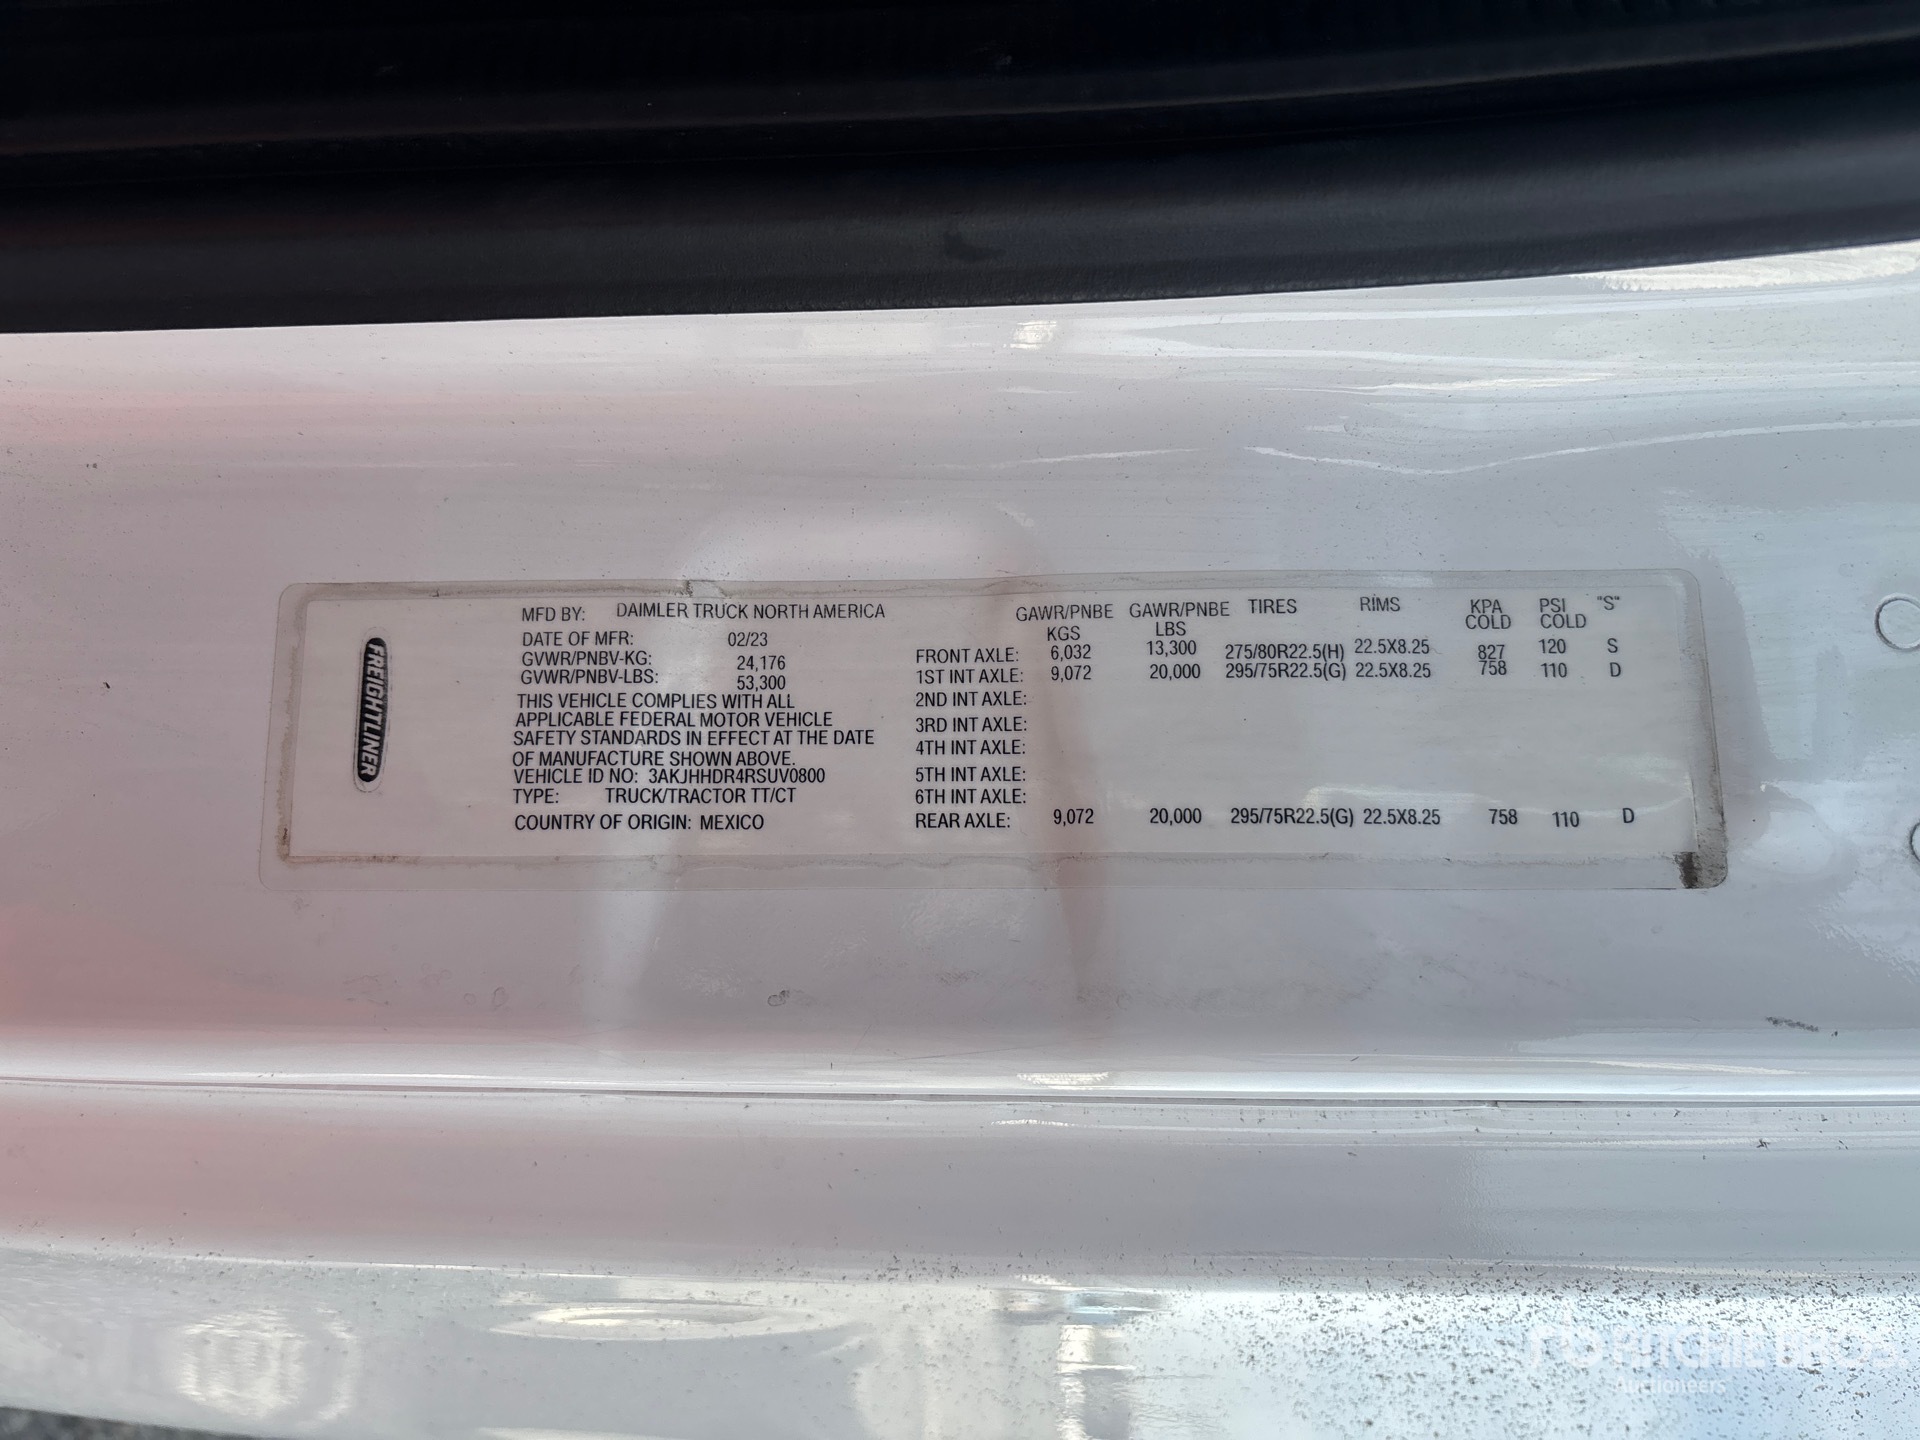 FREIGHTLINER
MFD BY: DAIMLER TRUCK NORTH AMERICA
DATE OF MFR: 02/23
GVWR/PNBV-KG: 24,176
GVWR/PNBV-LBS: 53,300
THIS VEHICLE COMPLIES WITH ALL
APPLICABLE FEDERAL MOTOR VEHICLE
SAFETY STANDARDS IN EFFECT AT THE DATE
OF MANUFACTURE SHOWN ABOVE.
VEHICLE ID NO: 3AKJHHDR4RSUV0800
TYPE: TRUCK/TRACTOR TT/CT
COUNTRY OF ORIGIN: MEXICO
GAWR/PNBE GAWR/PNBE TIRES RIMS KPA PSI "S"
KGS LBS COLD COLD
FRONT AXLE: 6,032 13,300 275/80R22.5(H) 22.5X8.25 827 120 S
1ST INT AXLE: 9,072 20,000 295/75R22.5(G) 22.5X8.25 758 110 D
2ND INT AXLE:
3RD INT AXLE:
4TH INT AXLE:
5TH INT AXLE:
6TH INT AXLE:
REAR AXLE: 9,072 20,000 295/75R22.5(G) 22.5X8.25 758 110 D
rb RITCHIE BROS.
Auctioneers